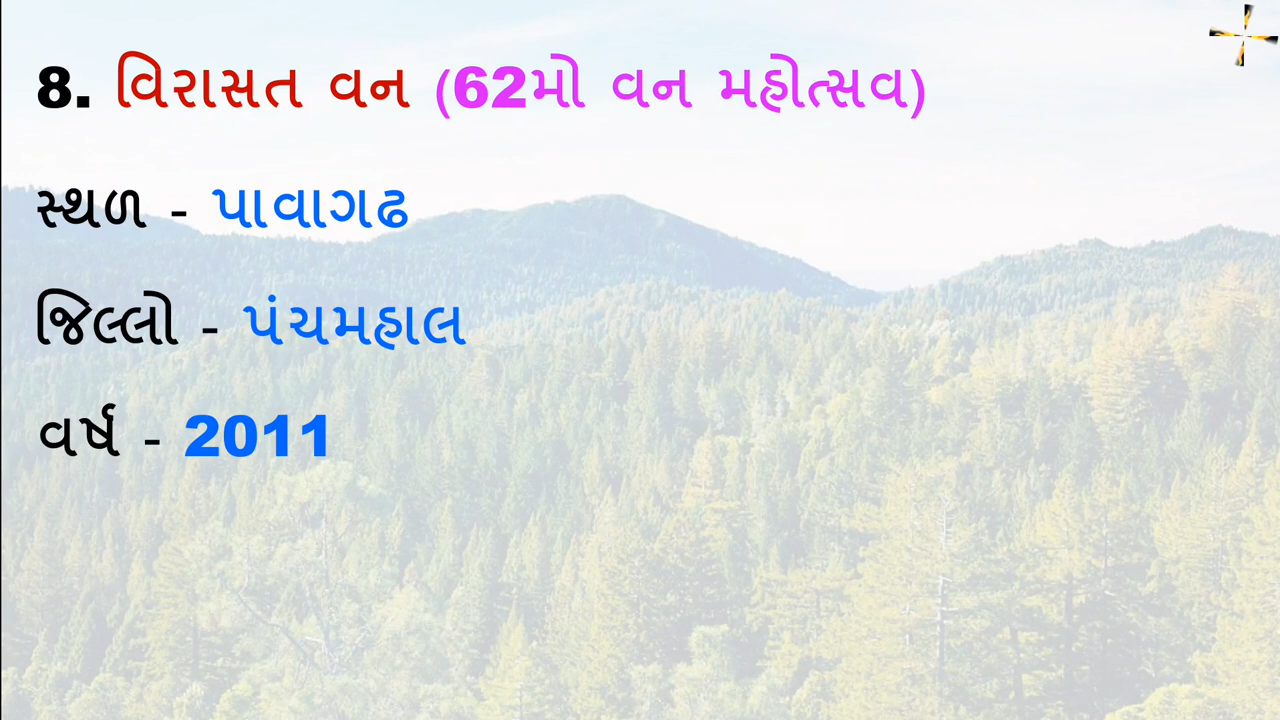 8. વિરાસત વન (62મો વન મહોત્સવ)
સ્થળ - પાવાગઢ
જિલ્લો - પંચમહાલ
વર્ષ - 2011